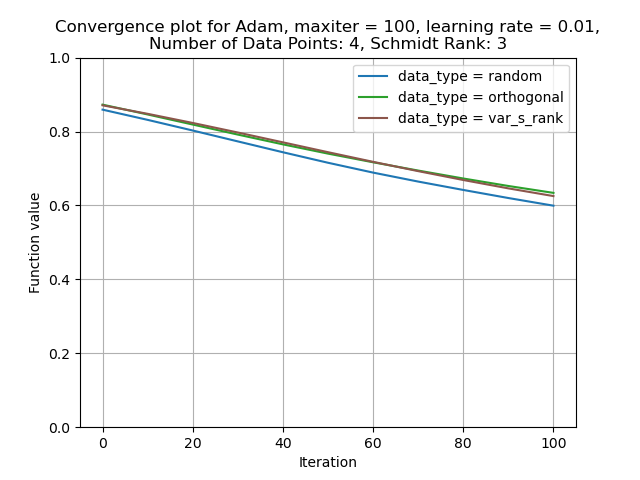 Convergence plot for Adam, maxiter = 100, learning rate = 0.01,
Number of Data Points: 4, Schmidt Rank: 3
data_type = random
data_type = orthogonal
data_type = var_s_rank
Function value
1.0
0.8
0.6
0.4
0.2
0.0
0 20 40 60 80 100
Iteration